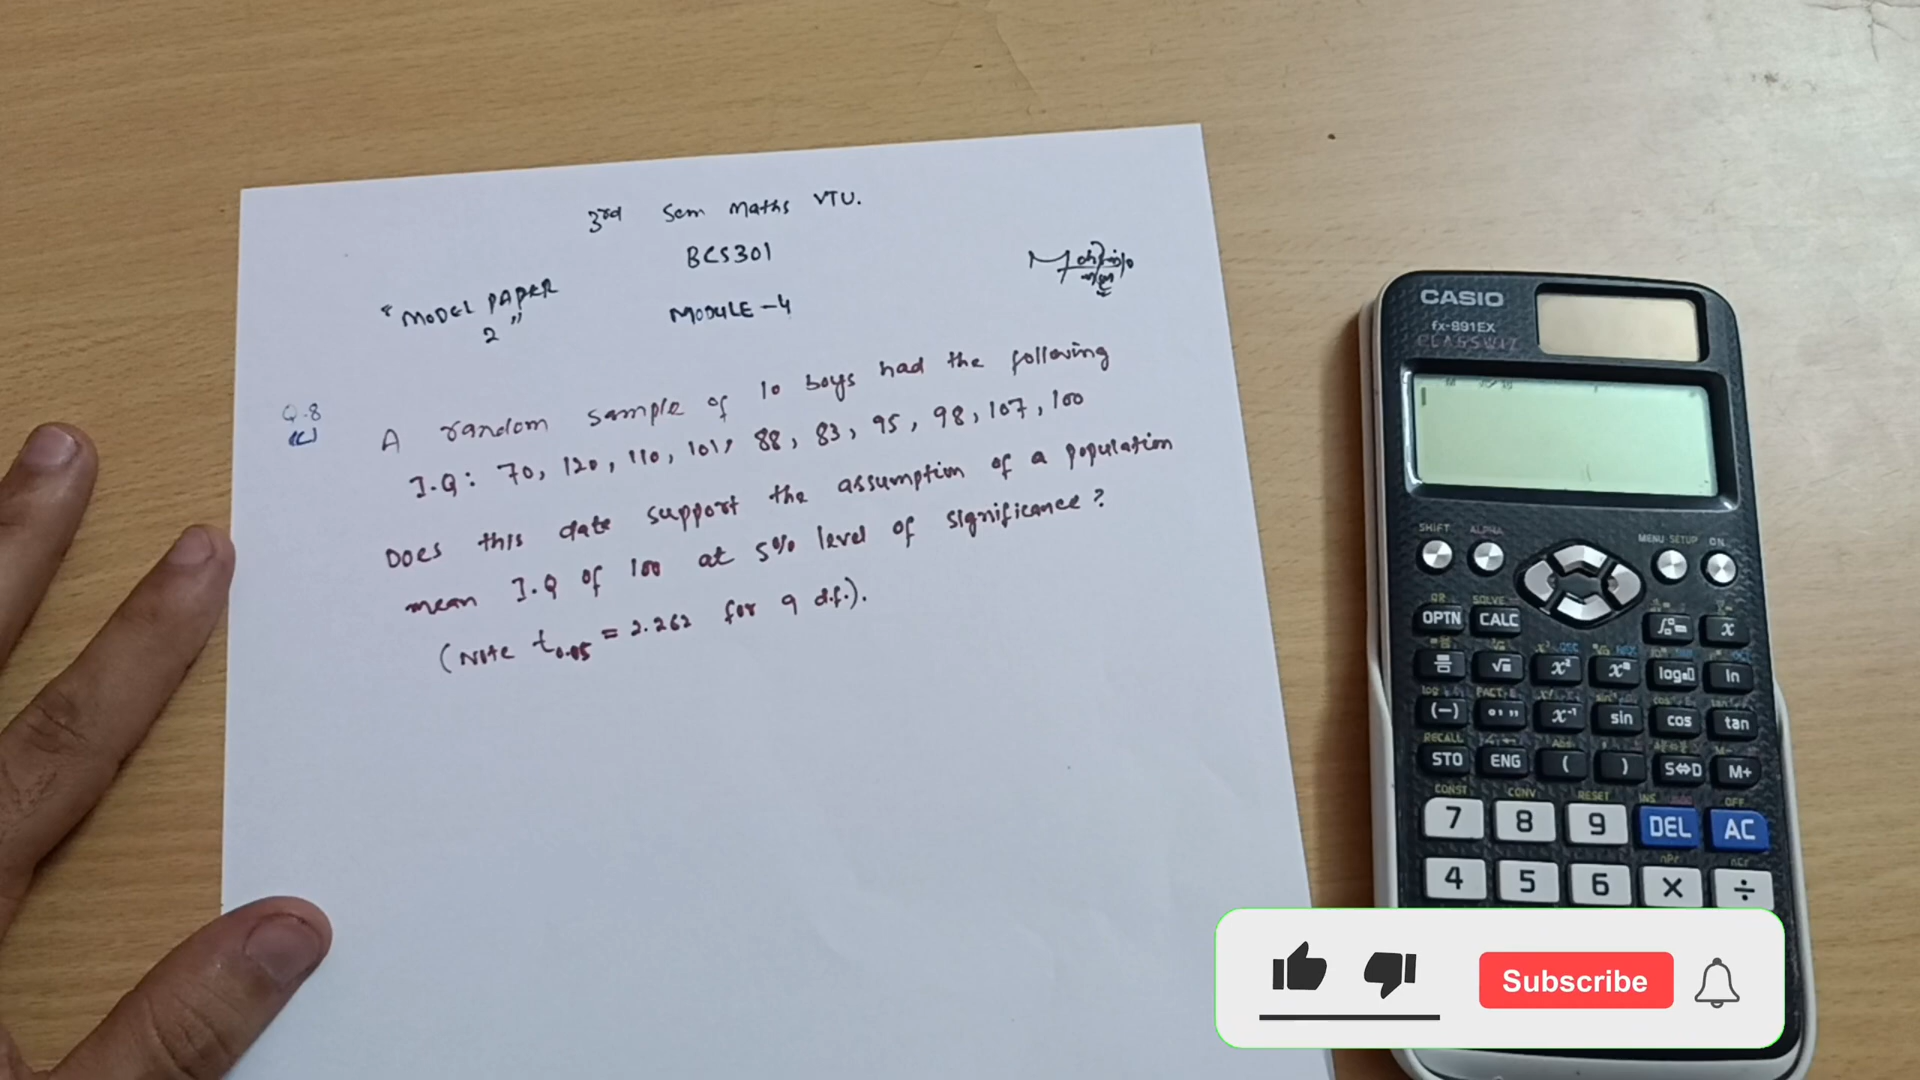 3rd Sem Maths VTU.
BCS301
"MODEL PAPER
2"
MODULE-4
Q.8
(c)
A random sample of 10 boys had the following
I.Q: 70, 120, 110, 101, 88, 83, 95, 98, 107, 100
Does this date support the assumption of a population
mean I.Q of 100 at 5% level of significance?
(Note t0.05 = 2.262 for 9 d.f.).
CASIO
fx-991EX
CLASSWIZ
SHIFT ALPHA MENU SETUP ON
OPTN CALC x
SOLVE
log ln
(-) sin cos tan
RECALL
STO ENG ( ) S⇔D M+
CONST CONV RESET INS OFF
7 8 9 DEL AC
nPr nCr
4 5 6 × ÷
Subscribe